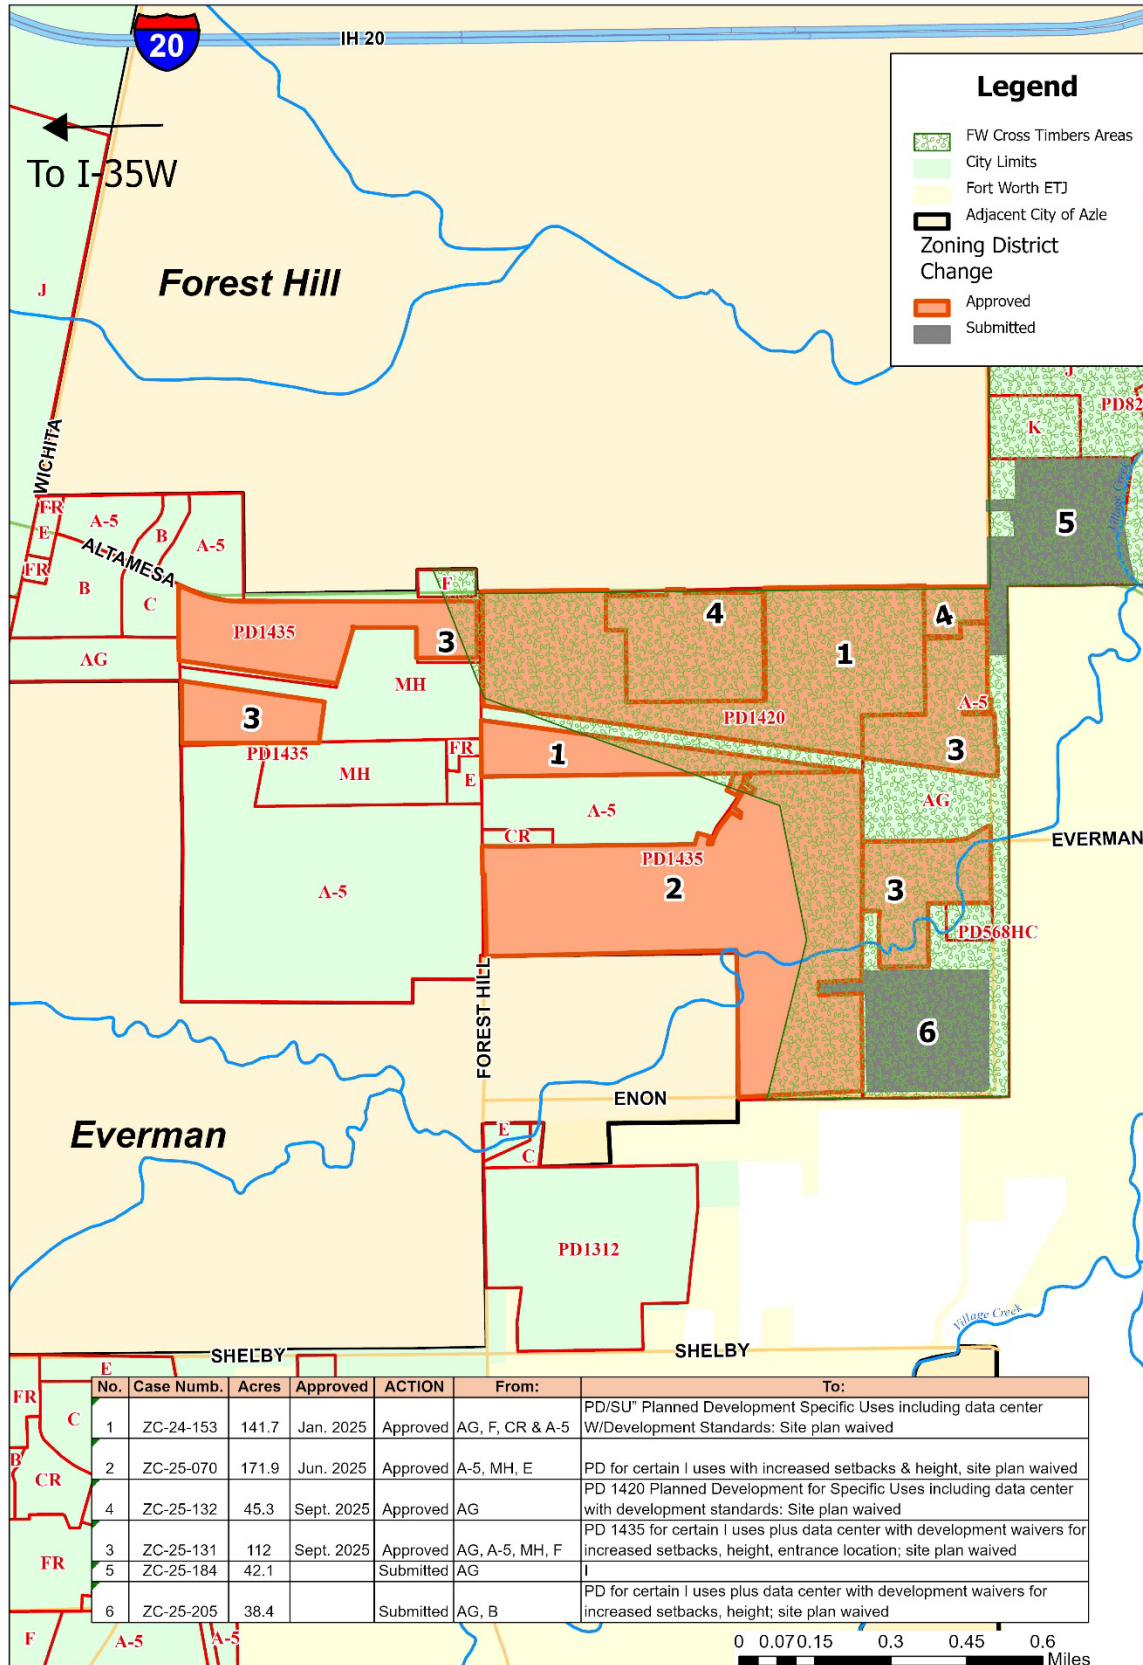 IH 20
20
Legend
FW Cross Timbers Areas
City Limits
Fort Worth ETJ
Adjacent City of Azle
Zoning District
Change
Approved
Submitted
To I-35W
Forest Hill
J
J
PD82
K
WICHITA
Village Creek
5
FR
A-5
E
B
A-5
ALTAMESA
FR
B
C
F
PD1435
3
4
4
1
AG
MH
A-5
PD1420
3
3
PD1435
FR
1
MH
E
AG
A-5
CR
PD1435
EVERMAN
2
3
A-5
PD568HC
FOREST HILL
6
ENON
Everman
E
C
PD1312
Village Creek
SHELBY
SHELBY
E
FR
C
B
CR
FR
F
A-5
A-5
No. Case Numb. Acres Approved ACTION From: To:
1 ZC-24-153 141.7 Jan. 2025 Approved AG, F, CR & A-5 PD/SU" Planned Development Specific Uses including data center
W/Development Standards: Site plan waived
2 ZC-25-070 171.9 Jun. 2025 Approved A-5, MH, E PD for certain I uses with increased setbacks & height, site plan waived
4 ZC-25-132 45.3 Sept. 2025 Approved AG PD 1420 Planned Development for Specific Uses including data center
with development standards: Site plan waived
3 ZC-25-131 112 Sept. 2025 Approved AG, A-5, MH, F PD 1435 for certain I uses plus data center with development waivers for
increased setbacks, height, entrance location; site plan waived
5 ZC-25-184 42.1 Submitted AG I
6 ZC-25-205 38.4 Submitted AG, B PD for certain I uses plus data center with development waivers for
increased setbacks, height; site plan waived
0 0.07 0.15 0.3 0.45 0.6
Miles